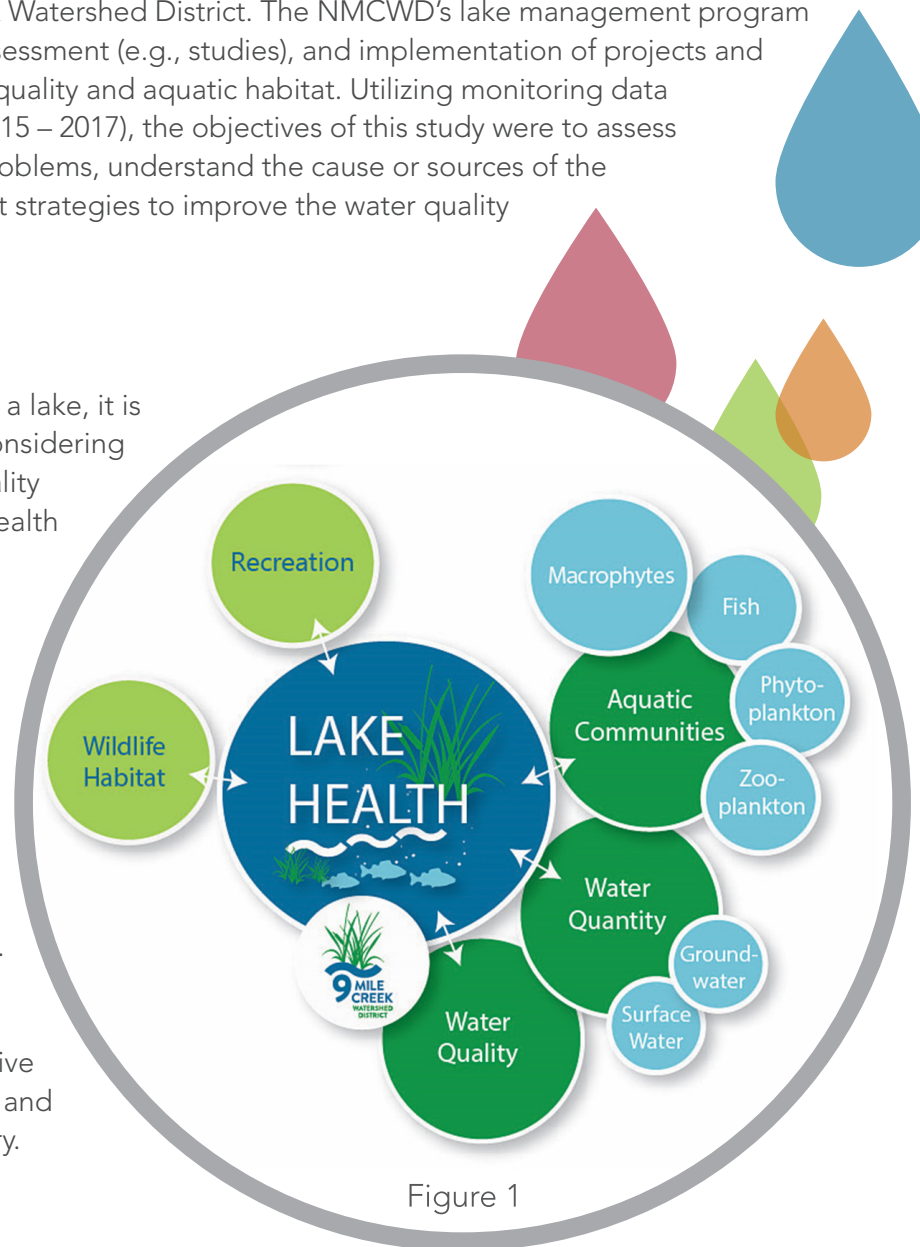 Watershed District. The NMCWD’s lake management program
sessment (e.g., studies), and implementation of projects and
quality and aquatic habitat. Utilizing monitoring data
15 – 2017), the objectives of this study were to assess
oblems, understand the cause or sources of the
t strategies to improve the water quality
a lake, it is
onsidering
lity
ealth
Recreation
Wildlife
Habitat
LAKE
HEALTH
Macrophytes
Fish
Phyto-
plankton
Zoo-
plankton
Aquatic
Communities
Water
Quantity
Ground-
water
Surface
Water
Water
Quality
9 MILE
CREEK
WATERSHED
DISTRICT
ive
and
ry.
Figure 1